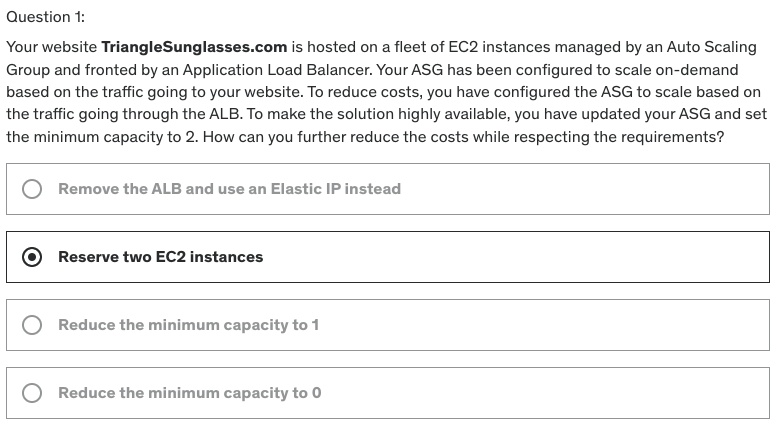 Question 1:
Your website TriangleSunglasses.com is hosted on a fleet of EC2 instances managed by an Auto Scaling
Group and fronted by an Application Load Balancer. Your ASG has been configured to scale on-demand
based on the traffic going to your website. To reduce costs, you have configured the ASG to scale based on
the traffic going through the ALB. To make the solution highly available, you have updated your ASG and set
the minimum capacity to 2. How can you further reduce the costs while respecting the requirements?
Remove the ALB and use an Elastic IP instead
Reserve two EC2 instances
Reduce the minimum capacity to 1
Reduce the minimum capacity to 0